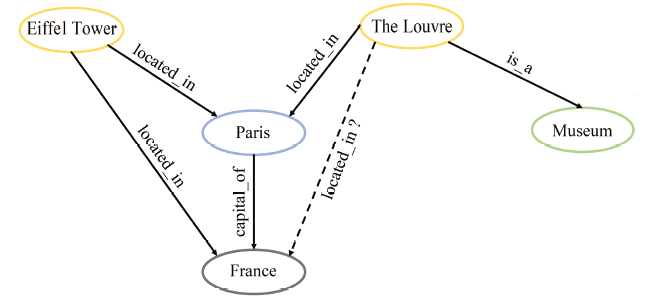 Eiffel Tower
The Louvre
located_in
located_in
is_a
Paris
Museum
located_in
capital_of
located_in ?
France